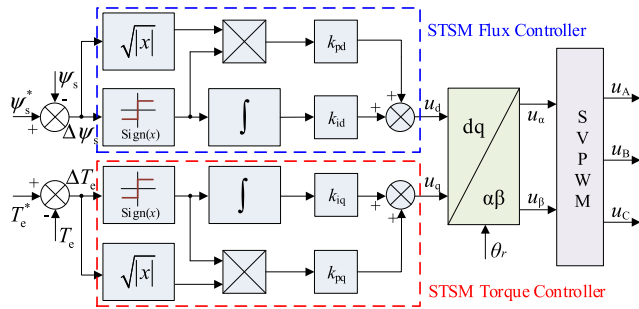 STSM Flux Controller
√|x|
k_pd
ψ_s
-
ψ_s*
+
Δψ_s
Sign(x)
∫
k_id
+
+
u_d
dq
αβ
θ_r
u_α
u_β
SVPWM
u_A
u_B
u_C
+
-
T_e*
T_e
ΔT_e
Sign(x)
∫
k_iq
+
+
u_q
√|x|
k_pq
STSM Torque Controller